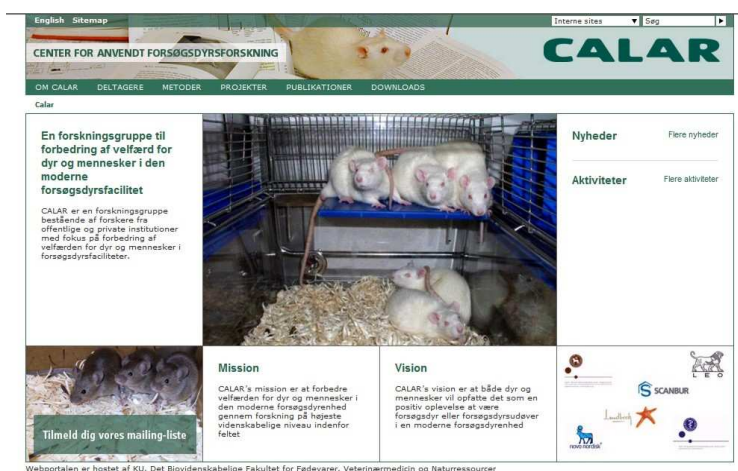 English Sitemap
Interne sites
Søg
CENTER FOR ANVENDT FORSØGSDYRSFORSKNING
CALAR
OM CALAR DELTAGERE METODER PROJEKTER PUBLIKATIONER DOWNLOADS
Calar
En forskningsgruppe til
forbedring af velfærd for
dyr og mennesker i den
moderne
forsøgsdyrsfacilitet
CALAR er en forskningsgruppe
bestående af forskere fra
offentlige og private institutioner
med fokus på forbedring af
velfærden for dyr og mennesker i
forsøgsdyrsfaciliteter.
Nyheder Flere nyheder
Aktiviteter Flere aktiviteter
Tilmeld dig vores mailing-liste
Mission
CALAR's mission er at forbedre
velfærden for dyr og mennesker i
den moderne forsøgsdyrenhed
gennem forskning på højeste
videnskabelige niveau indenfor
feltet
Vision
CALAR's vision er at både dyr og
mennesker vil opfatte det som en
positiv oplevelse at være
forsøgsdyr eller forsøgsdyrsudøver
i en moderne forsøgsdyrenhed
LEO
SCANBUR
Lundbeck
novo nordisk
Webportalen er hostet af KU, Det Biovidenskabelige Fakultet for Fødevarer, Veterinærmedicin og Naturressourcer